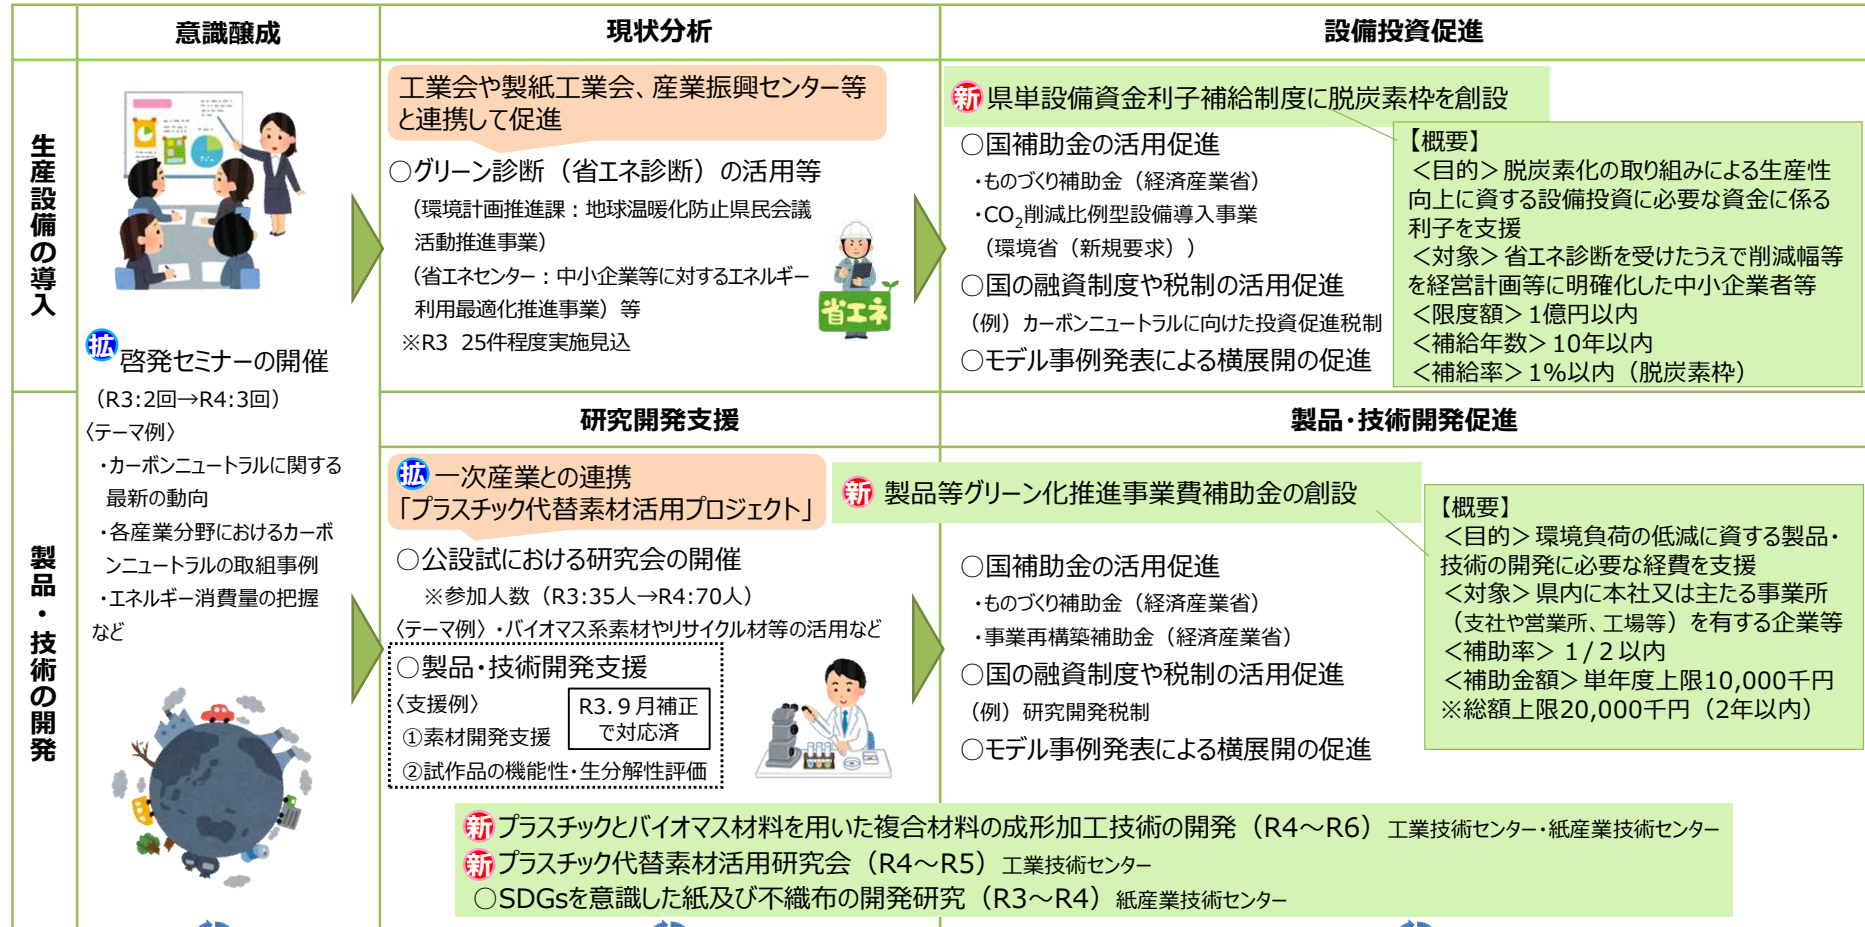 意識醸成
現状分析
設備投資促進
生産設備の導入
拡
啓発セミナーの開催
（R3:2回→R4:3回）
〈テーマ例〉
・カーボンニュートラルに関する
最新の動向
・各産業分野におけるカーボ
ンニュートラルの取組事例
・エネルギー消費量の把握
など
工業会や製紙工業会、産業振興センター等
と連携して促進
○グリーン診断（省エネ診断）の活用等
（環境計画推進課：地球温暖化防止県民会議
活動推進事業）
（省エネセンター：中小企業等に対するエネルギー
利用最適化推進事業）等
※R3 25件程度実施見込
省エネ
新 県単設備資金利子補給制度に脱炭素枠を創設
○国補助金の活用促進
・ものづくり補助金（経済産業省）
・CO2削減比例型設備導入事業
（環境省（新規要求））
○国の融資制度や税制の活用促進
（例）カーボンニュートラルに向けた投資促進税制
○モデル事例発表による横展開の促進
【概要】
＜目的＞脱炭素化の取り組みによる生産性
向上に資する設備投資に必要な資金に係る
利子を支援
＜対象＞省エネ診断を受けたうえで削減幅等
を経営計画等に明確化した中小企業者等
＜限度額＞1億円以内
＜補給年数＞10年以内
＜補給率＞1%以内（脱炭素枠）
製品・技術の開発
研究開発支援
製品・技術開発促進
拡 一次産業との連携
「プラスチック代替素材活用プロジェクト」
○公設試における研究会の開催
※参加人数（R3:35人→R4:70人）
〈テーマ例〉・バイオマス系素材やリサイクル材等の活用など
○製品・技術開発支援
〈支援例〉
①素材開発支援
②試作品の機能性・生分解性評価
R3.９月補正
で対応済
新 製品等グリーン化推進事業費補助金の創設
○国補助金の活用促進
・ものづくり補助金（経済産業省）
・事業再構築補助金（経済産業省）
○国の融資制度や税制の活用促進
（例）研究開発税制
○モデル事例発表による横展開の促進
【概要】
＜目的＞環境負荷の低減に資する製品・
技術の開発に必要な経費を支援
＜対象＞県内に本社又は主たる事業所
（支社や営業所、工場等）を有する企業等
＜補助率＞１/２以内
＜補助金額＞単年度上限10,000千円
※総額上限20,000千円（2年以内）
新 プラスチックとバイオマス材料を用いた複合材料の成形加工技術の開発（R4～R6）工業技術センター・紙産業技術センター
新 プラスチック代替素材活用研究会（R4～R5）工業技術センター
○SDGsを意識した紙及び不織布の開発研究（R3～R4）紙産業技術センター